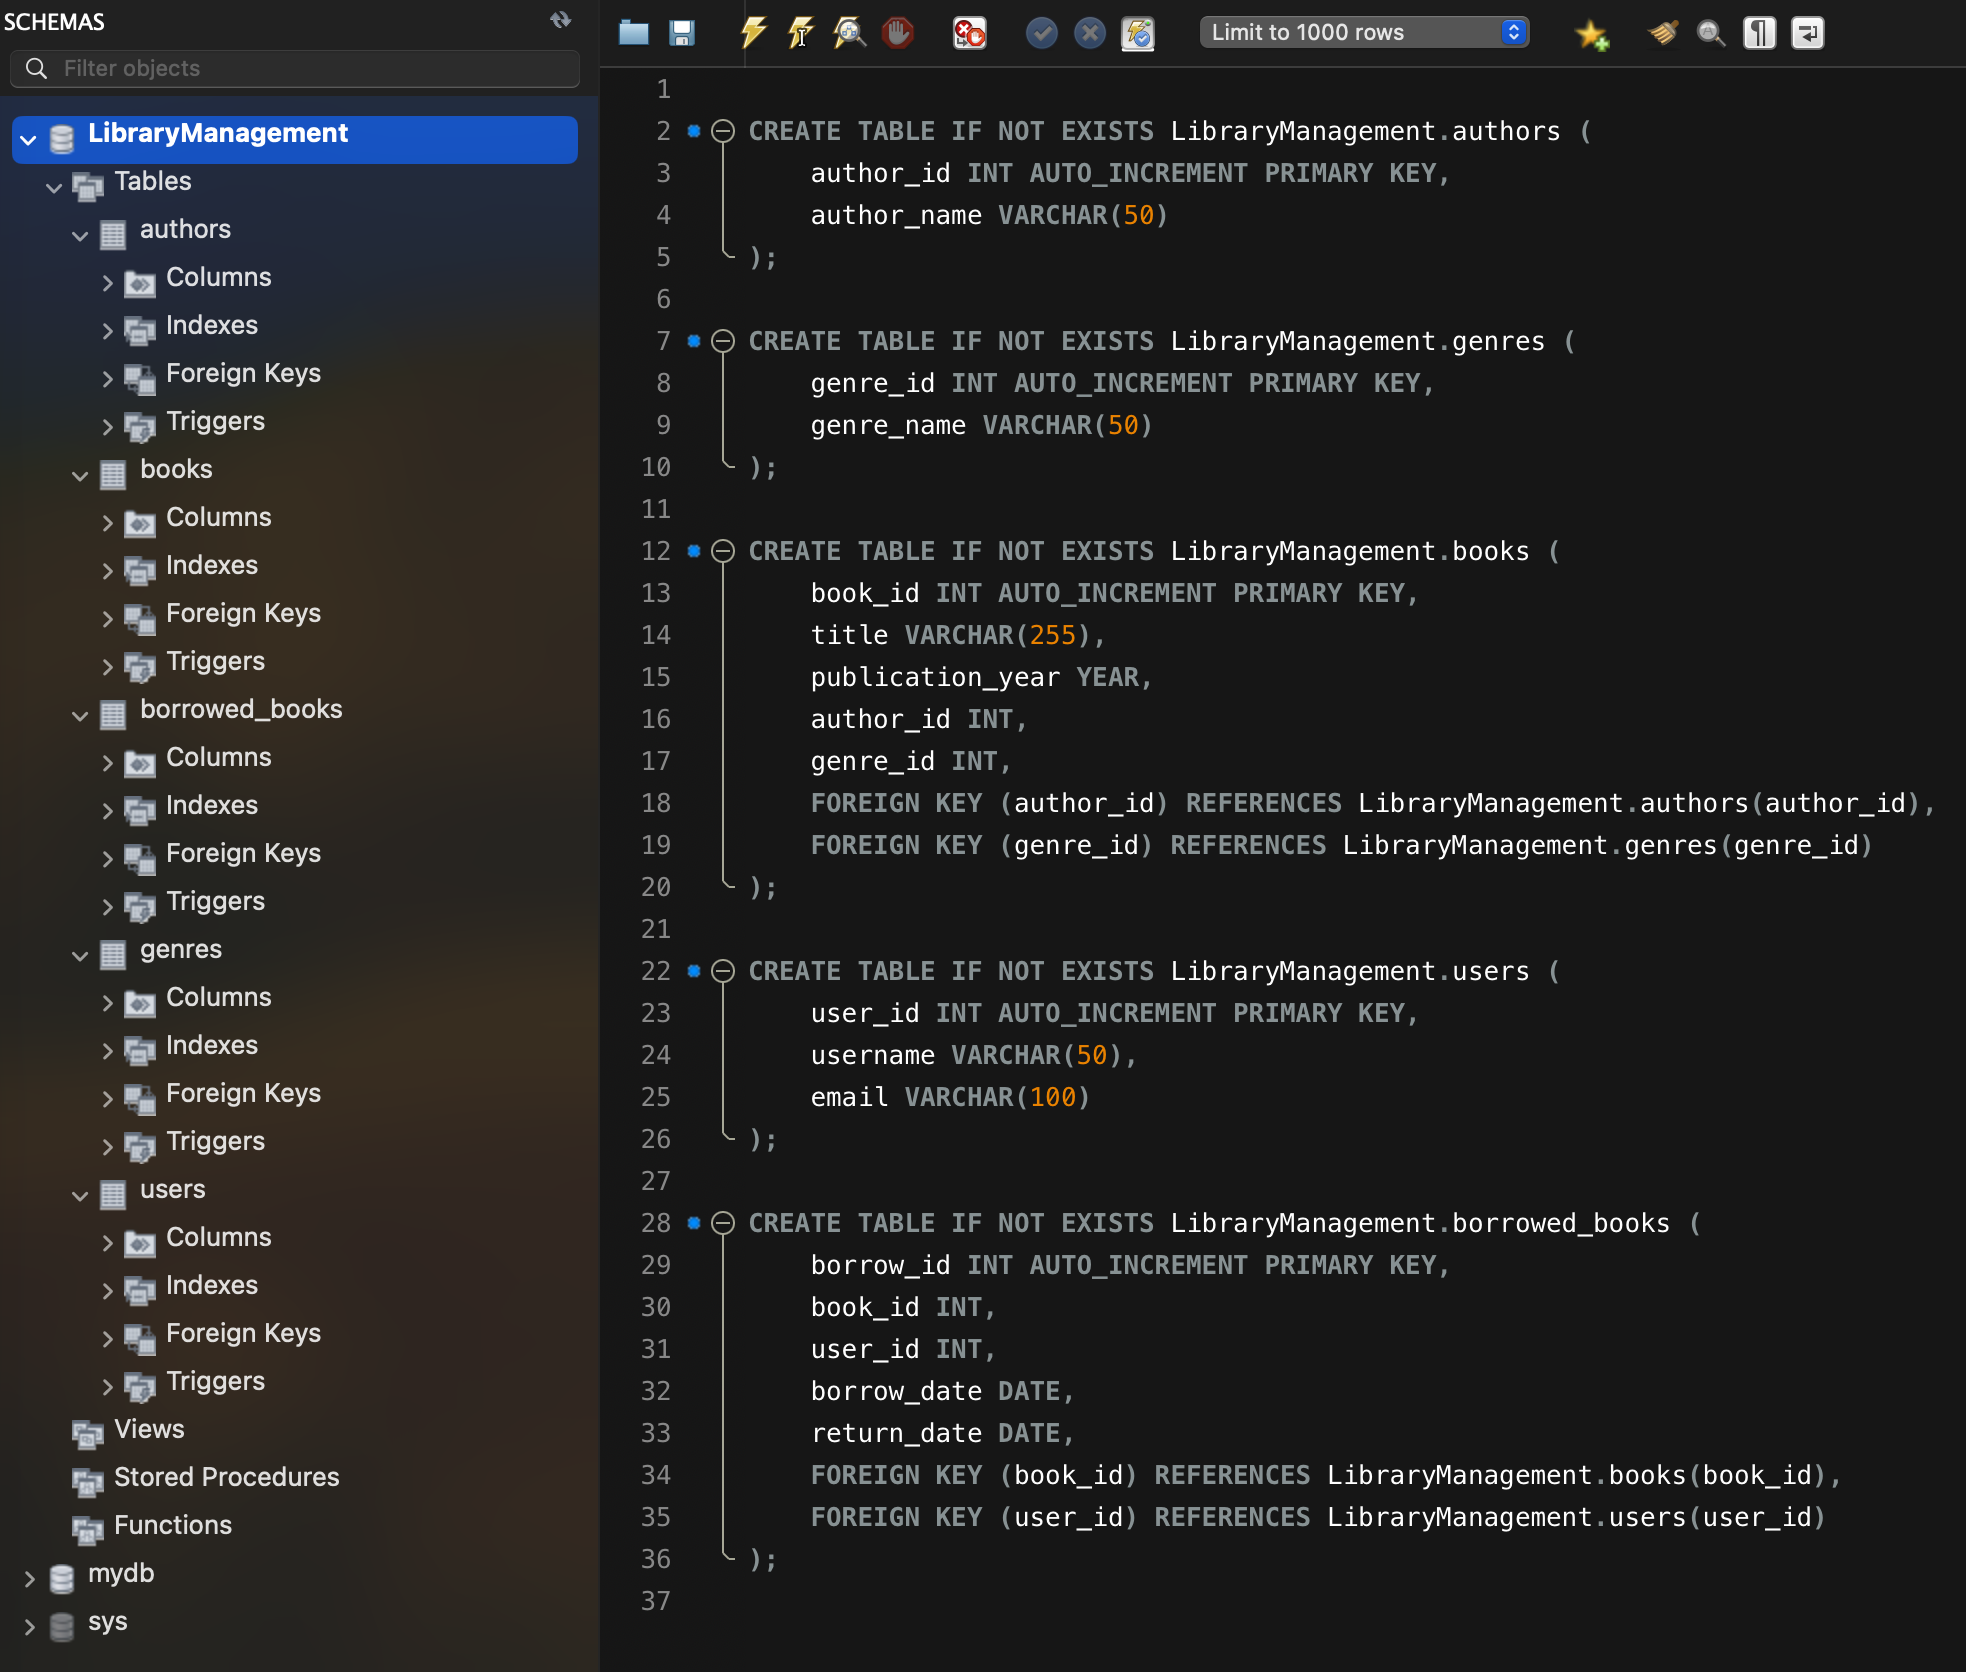 SCHEMAS
Filter objects
LibraryManagement
Tables
authors
Columns
Indexes
Foreign Keys
Triggers
books
Columns
Indexes
Foreign Keys
Triggers
borrowed_books
Columns
Indexes
Foreign Keys
Triggers
genres
Columns
Indexes
Foreign Keys
Triggers
users
Columns
Indexes
Foreign Keys
Triggers
Views
Stored Procedures
Functions
mydb
sys
Limit to 1000 rows
1
2 CREATE TABLE IF NOT EXISTS LibraryManagement.authors (
3     author_id INT AUTO_INCREMENT PRIMARY KEY,
4     author_name VARCHAR(50)
5 );
6
7 CREATE TABLE IF NOT EXISTS LibraryManagement.genres (
8     genre_id INT AUTO_INCREMENT PRIMARY KEY,
9     genre_name VARCHAR(50)
10 );
11
12 CREATE TABLE IF NOT EXISTS LibraryManagement.books (
13     book_id INT AUTO_INCREMENT PRIMARY KEY,
14     title VARCHAR(255),
15     publication_year YEAR,
16     author_id INT,
17     genre_id INT,
18     FOREIGN KEY (author_id) REFERENCES LibraryManagement.authors(author_id),
19     FOREIGN KEY (genre_id) REFERENCES LibraryManagement.genres(genre_id)
20 );
21
22 CREATE TABLE IF NOT EXISTS LibraryManagement.users (
23     user_id INT AUTO_INCREMENT PRIMARY KEY,
24     username VARCHAR(50),
25     email VARCHAR(100)
26 );
27
28 CREATE TABLE IF NOT EXISTS LibraryManagement.borrowed_books (
29     borrow_id INT AUTO_INCREMENT PRIMARY KEY,
30     book_id INT,
31     user_id INT,
32     borrow_date DATE,
33     return_date DATE,
34     FOREIGN KEY (book_id) REFERENCES LibraryManagement.books(book_id),
35     FOREIGN KEY (user_id) REFERENCES LibraryManagement.users(user_id)
36 );
37